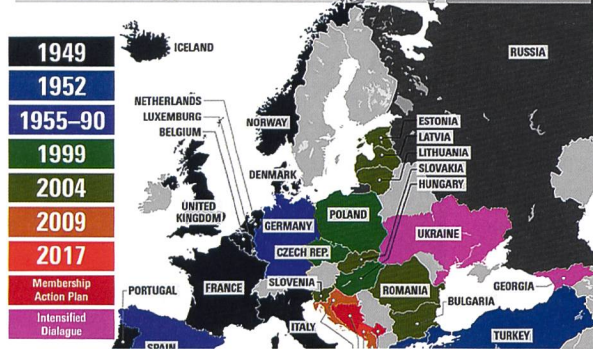 1949
1952
1955–90
1999
2004
2009
2017
Membership
Action Plan
Intensified
Dialague
ICELAND
RUSSIA
NETHERLANDS
LUXEMBURG
BELGIUM
NORWAY
ESTONIA
LATVIA
LITHUANIA
SLOVAKIA
HUNGARY
DENMARK
UNITED
KINGDOM
GERMANY
POLAND
UKRAINE
CZECH REP.
PORTUGAL
FRANCE
SLOVENIA
ROMANIA
GEORGIA
BULGARIA
ITALY
TURKEY
SPAIN